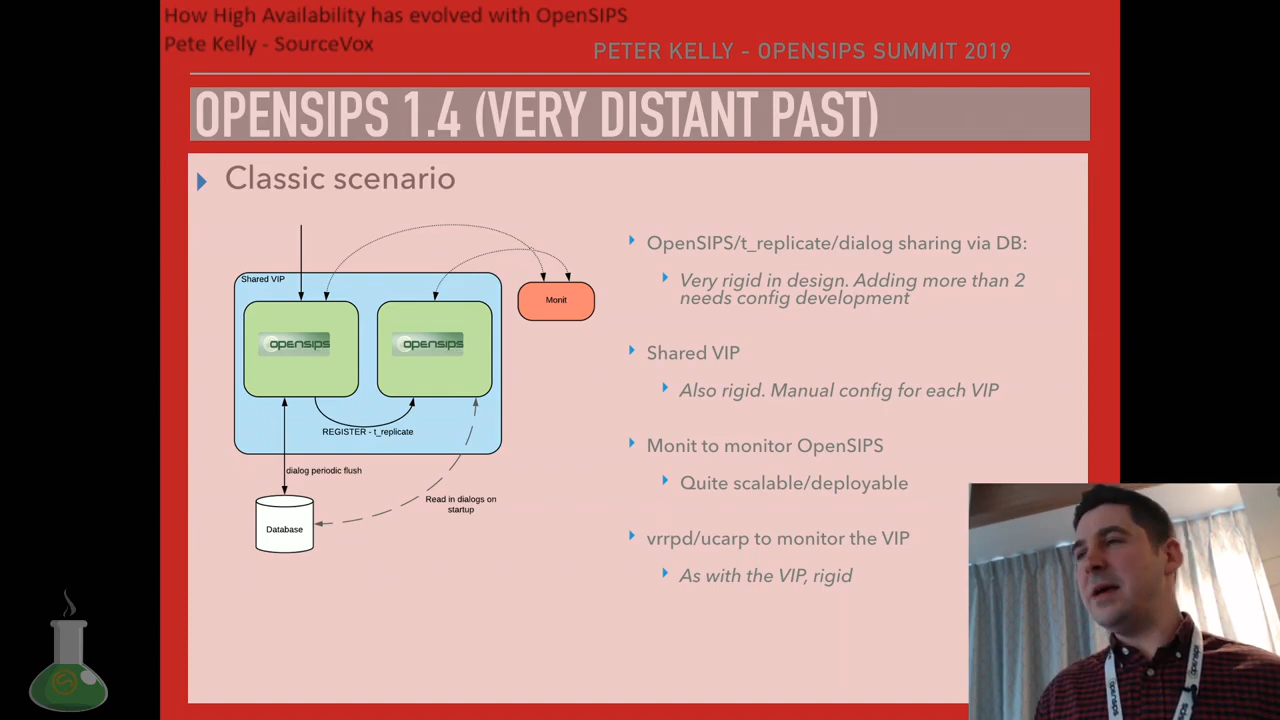 How High Availability has evolved with OpenSIPS
Pete Kelly - SourceVox
PETER KELLY - OPENSIPS SUMMIT 2019
OPENSIPS 1.4 (VERY DISTANT PAST)
Classic scenario
Shared VIP
Monit
opensips
opensips
REGISTER - t_replicate
dialog periodic flush
Read in dialogs on
startup
Database
OpenSIPS/t_replicate/dialog sharing via DB:
Very rigid in design. Adding more than 2
needs config development
Shared VIP
Also rigid. Manual config for each VIP
Monit to monitor OpenSIPS
Quite scalable/deployable
vrrpd/ucarp to monitor the VIP
As with the VIP, rigid